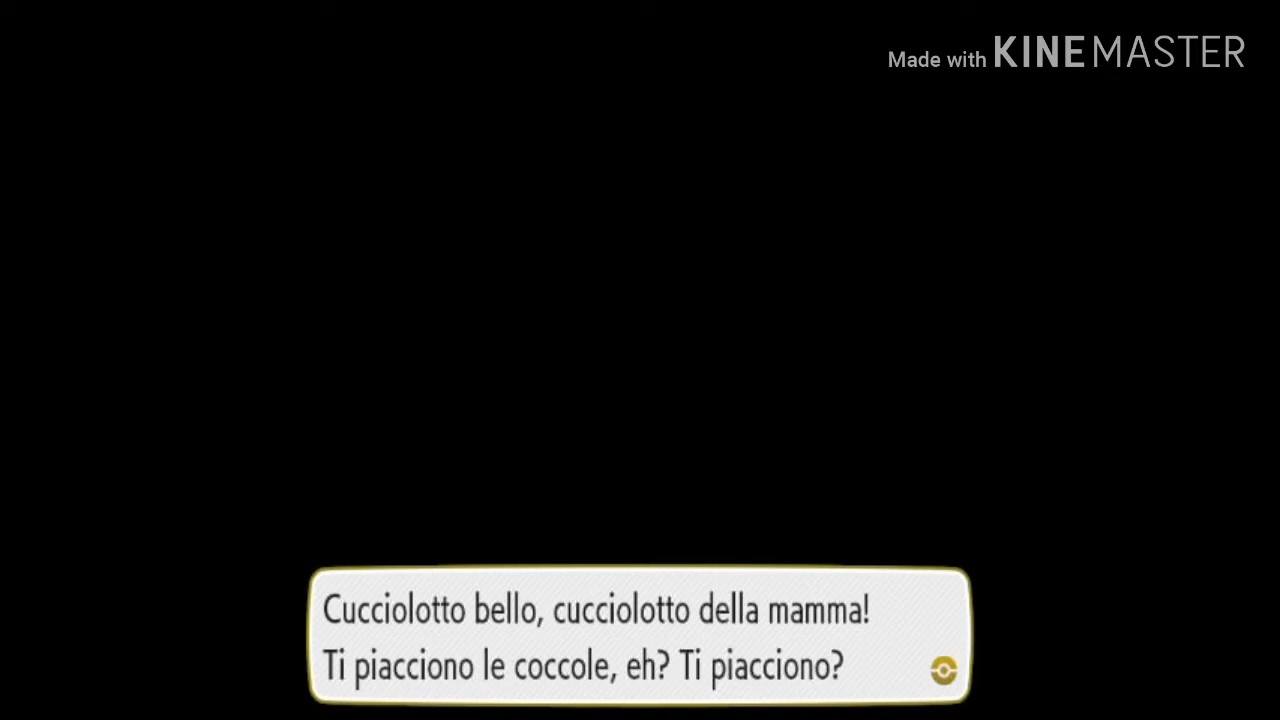 Made with KINEMASTER
Cucciolotto bello, cucciolotto della mamma!
Ti piacciono le coccole, eh? Ti piacciono?